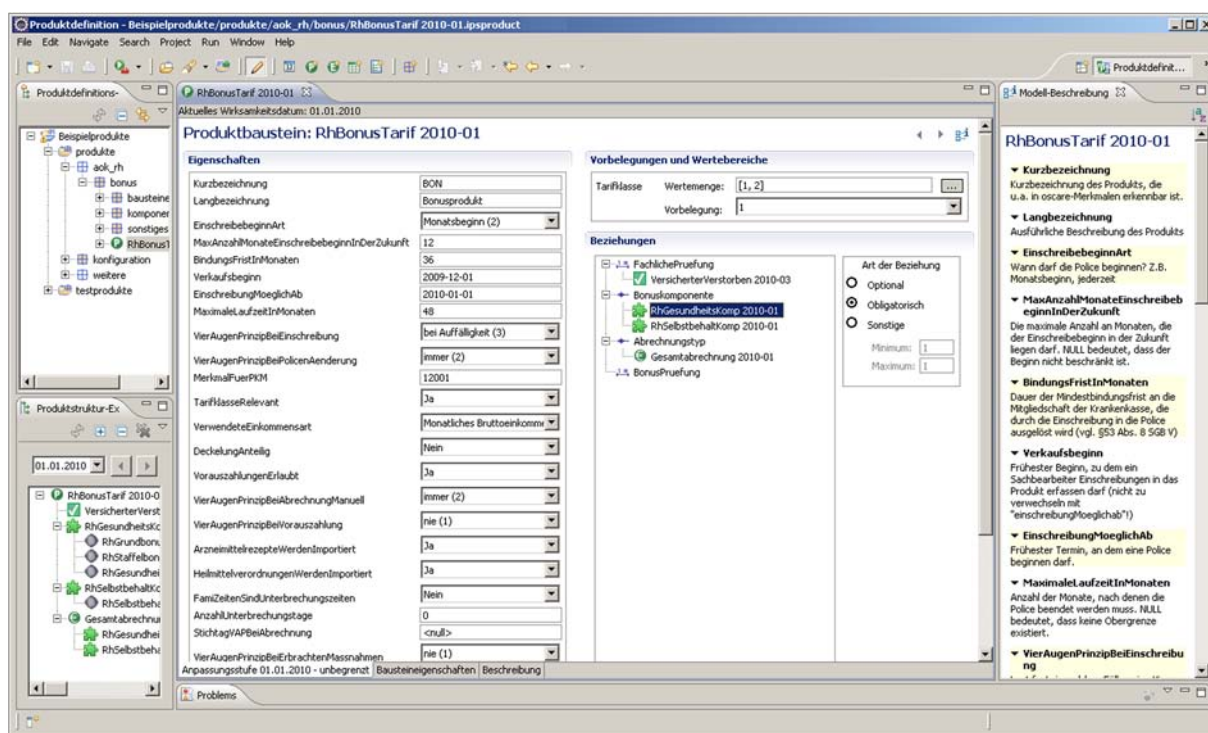 Produktdefinition - Beispielprodukte/produkte/aok_rh/bonus/RhBonusTarif 2010-01.ipsproduct
File Edit Navigate Search Project Run Window Help
Produktdefinit...
Produktdefinitions-
Beispielprodukte
produkte
aok_rh
bonus
bausteine
komponer
sonstiges
RhBonusT
konfiguration
weitere
testprodukte
Produktstruktur-Ex
01.01.2010
RhBonusTarif 2010-0
VersicherterVerst
RhGesundheitsKc
RhGrundbonu
RhStaffelbon
RhGesundhei
RhSelbstbehaltKc
RhSelbstbeha
Gesamtabrechnur
RhGesundhei
RhSelbstbeha
RhBonusTarif 2010-01
Aktuelles Wirksamkeitsdatum: 01.01.2010
Produktbaustein: RhBonusTarif 2010-01
Eigenschaften
Kurzbezeichnung BON
Langbezeichnung Bonusprodukt
EinschreibebeginnArt Monatsbeginn (2)
MaxAnzahlMonateEinschreibebeginnInDerZukunft 12
BindungsFristInMonaten 36
Verkaufsbeginn 2009-12-01
EinschreibungMoeglichAb 2010-01-01
MaximaleLaufzeitInMonaten 48
VierAugenPrinzipBeiEinschreibung bei Auffälligkeit (3)
VierAugenPrinzipBeiPolicenAenderung immer (2)
MerkmalFuerPKM 12001
TarifklasseRelevant Ja
VerwendeteEinkommensart Monatliches Bruttoeinkomme
DeckelungAnteilig Nein
VorauszahlungenErlaubt Ja
VierAugenPrinzipBeiAbrechnungManuell immer (2)
VierAugenPrinzipBeiVorauszahlung nie (1)
ArzneimittelrezepteWerdenImportiert Ja
HeilmittelverordnungenWerdenImportiert Ja
FamiZeitenSindUnterbrechungszeiten Nein
AnzahlUnterbrechungstage 0
StichtagVAPBeiAbrechnung <null>
VierAugenPrinzipBeiErbrachtenMassnahmen nie (1)
Anpassungsstufe 01.01.2010 - unbegrenzt Bausteineigenschaften Beschreibung
Vorbelegungen und Wertebereiche
Tarifklasse Wertemenge: [1, 2] ...
Vorbelegung: 1
Beziehungen
FachlichePruefung
VersicherterVerstorben 2010-03
Bonuskomponente
RhGesundheitsKomp 2010-01
RhSelbstbehaltKomp 2010-01
Abrechnungstyp
Gesamtabrechnung 2010-01
BonusPruefung
Art der Beziehung
Optional
Obligatorisch
Sonstige
Minimum: 1
Maximum: 1
Problems
Modell-Beschreibung
RhBonusTarif 2010-01
Kurzbezeichnung
Kurzbezeichnung des Produkts, die
u.a. in oscare-Merkmalen erkennbar ist.
Langbezeichnung
Ausführliche Beschreibung des Produkts
EinschreibebeginnArt
Wann darf die Police beginnen? Z.B.
Monatsbeginn, jederzeit
MaxAnzahlMonateEinschreibeb
eginnInDerZukunft
Die maximale Anzahl an Monaten, die
der Einschreibebeginn in der Zukunft
liegen darf. NULL bedeutet, dass der
Beginn nicht beschränkt ist.
BindungsFristInMonaten
Dauer der Mindestbindungsfrist an die
Mitgliedschaft der Krankenkasse, die
durch die Einschreibung in die Police
ausgelöst wird (vgl. §53 Abs. 8 SGB V)
Verkaufsbeginn
Frühester Beginn, zu dem ein
Sachbearbeiter Einschreibungen in das
Produkt erfassen darf (nicht zu
verwechseln mit
"einschreibungMoeglichab"!)
EinschreibungMoeglichAb
Frühester Termin, an dem eine Police
beginnen darf.
MaximaleLaufzeitInMonaten
Anzahl der Monate, nach denen die
Police beendet werden muss. NULL
bedeutet, dass keine Obergrenze
existiert.
VierAugenPrinzipBeiEinschreibu
ng